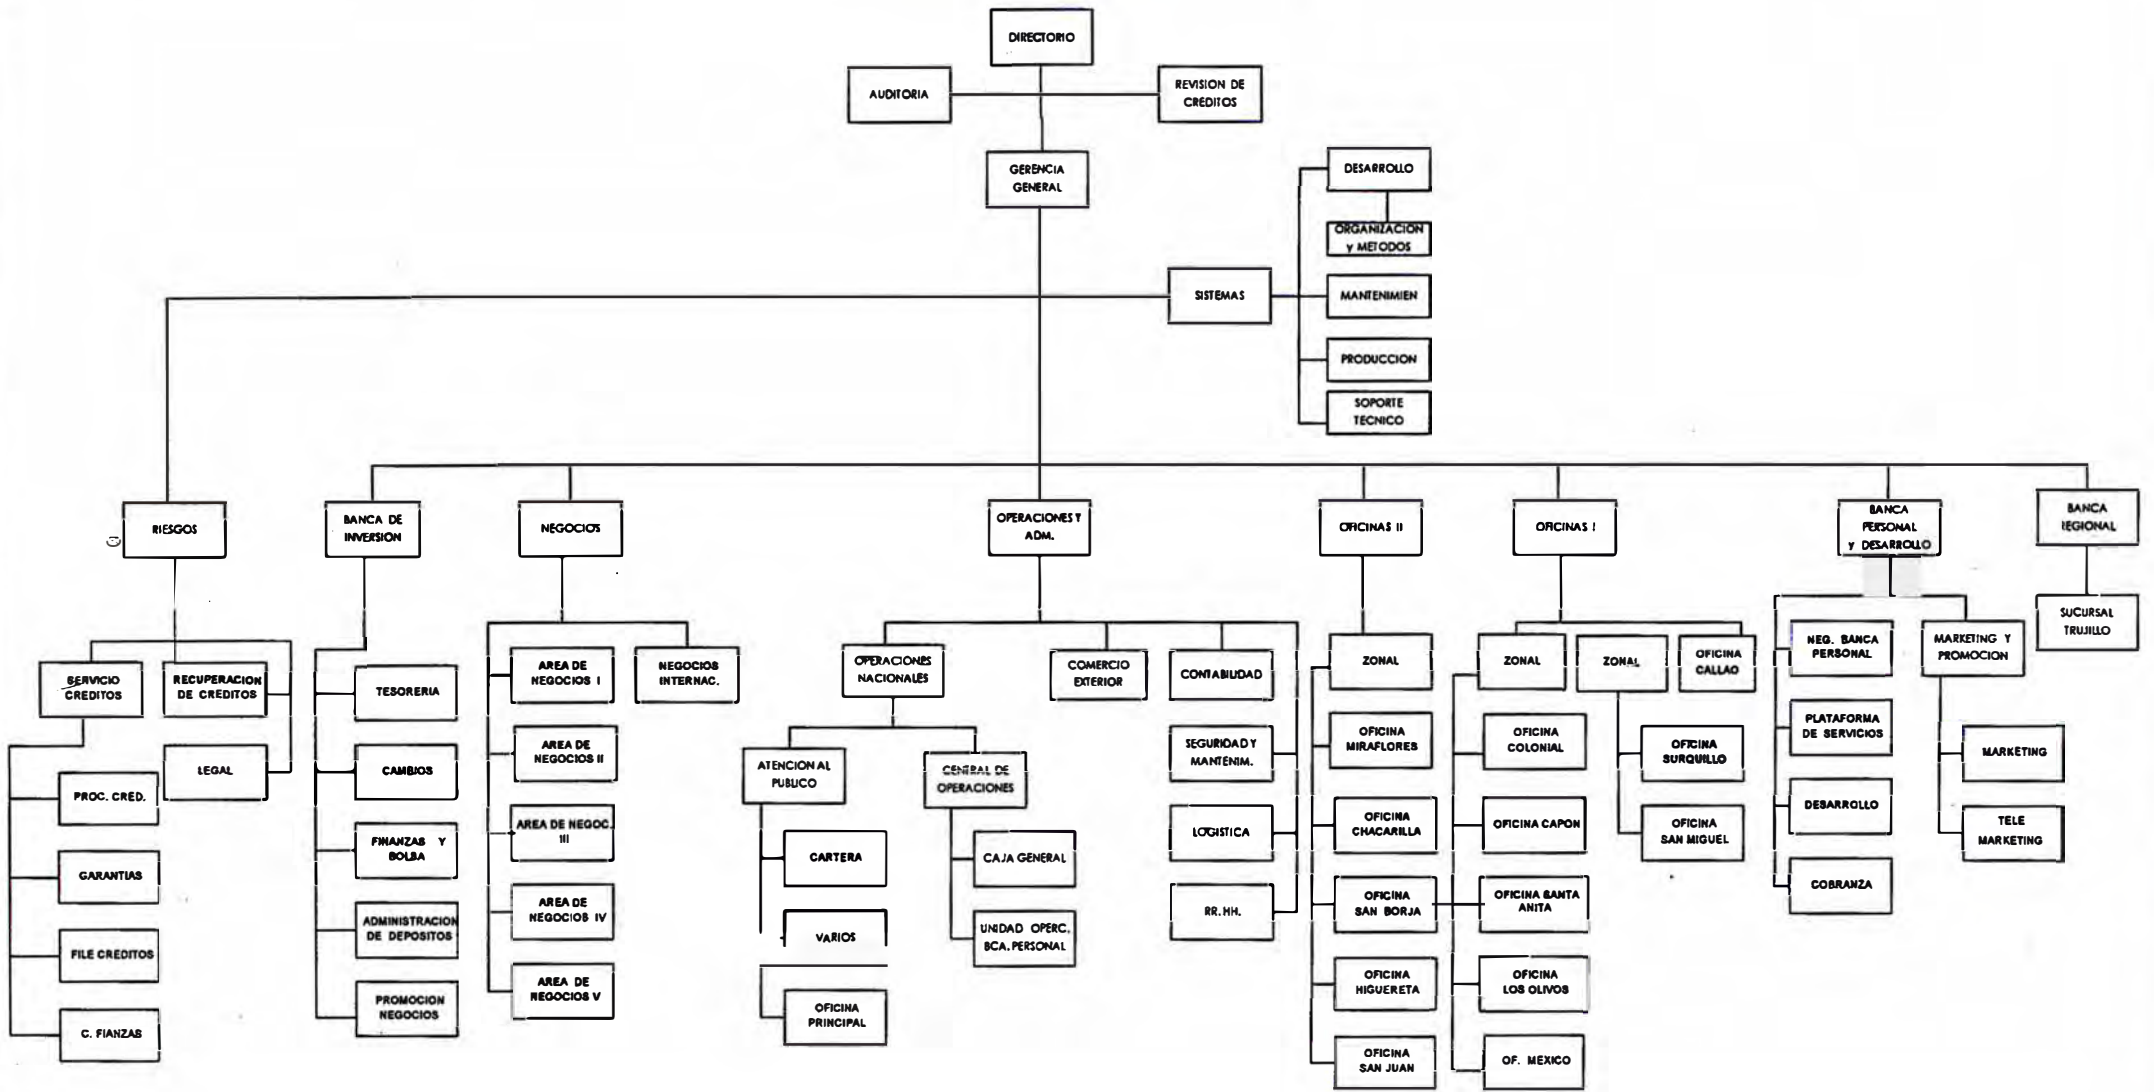 DIRECTORIO
AUDITORIA
REVISION DE
CREDITOS
GERENCIA
GENERAL
DESARROLLO
ORGANIZACION
y METODOS
SISTEMAS
MANTENIMIEN
PRODUCCION
SOPORTE
TECNICO
RIESGOS
BANCA DE
INVERSION
NEGOCIOS
OPERACIONES Y
ADM.
OFICINAS II
OFICINAS I
BANCA
PERSONAL
y DESARROLLO
BANCA
REGIONAL
SERVICIO
CREDITOS
RECUPERACION
DE CREDITOS
LEGAL
PROC. CRED.
GARANTIAS
FILE CREDITOS
C. FIANZAS
TESORERIA
CAMBIOS
FINANZAS Y
BOLSA
ADMINISTRACION
DE DEPOSITOS
PROMOCION
NEGOCIOS
AREA DE
NEGOCIOS I
NEGOCIOS
INTERNAC.
AREA DE
NEGOCIOS II
AREA DE NEGOC.
III
AREA DE
NEGOCIOS IV
AREA DE
NEGOCIOS V
OPERACIONES
NACIONALES
COMERCIO
EXTERIOR
CONTABILIDAD
ATENCION AL
PUBLICO
CENTRAL DE
OPERACIONES
SEGURIDAD Y
MANTENIM.
CARTERA
CAJA GENERAL
LOGISTICA
VARIOS
UNIDAD OPERC.
BCA. PERSONAL
RR. HH.
OFICINA
PRINCIPAL
ZONAL
OFICINA
MIRAFLORES
OFICINA
CHACARILLA
OFICINA
SAN BORJA
OFICINA
HIGUERETA
OFICINA
SAN JUAN
ZONAL
ZONAL
OFICINA
CALLAO
OFICINA
COLONIAL
OFICINA CAPON
OFICINA SANTA
ANITA
OFICINA
LOS OLIVOS
OF. MEXICO
OFICINA
SURQUILLO
OFICINA
SAN MIGUEL
NEG. BANCA
PERSONAL
MARKETING Y
PROMOCION
SUCURSAL
TRUJILLO
PLATAFORMA
DE SERVICIOS
MARKETING
DESARROLLO
TELE
MARKETING
COBRANZA